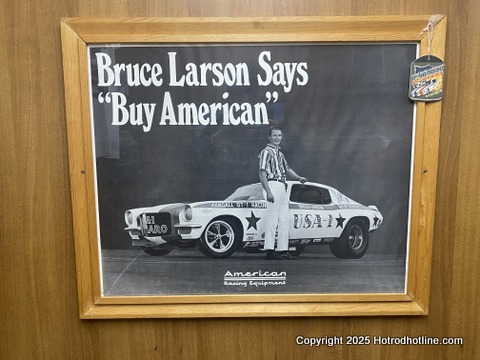 Bruce Larson Says
“Buy American”
USA-1
American
Racing Equipment
Copyright 2025 Hotrodhotline.com